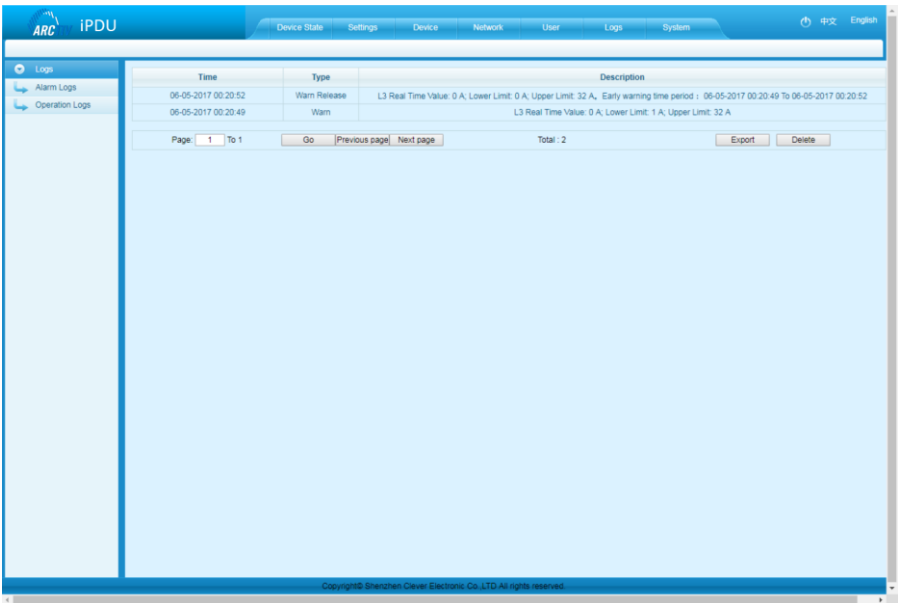 ARC iPDU
Device State Settings Device Network User Logs System
中文 English
Logs
Alarm Logs
Operation Logs
Time Type Description
06-05-2017 00:20:52 Warn Release L3 Real Time Value: 0 A; Lower Limit: 0 A; Upper Limit: 32 A。Early warning time period：06-05-2017 00:20:49 To 06-05-2017 00:20:52
06-05-2017 00:20:49 Warn L3 Real Time Value: 0 A; Lower Limit: 1 A; Upper Limit: 32 A
Page: 1 To 1 Go Previous page Next page Total : 2 Export Delete
Copyright© Shenzhen Clever Electronic Co.,LTD All rights reserved.